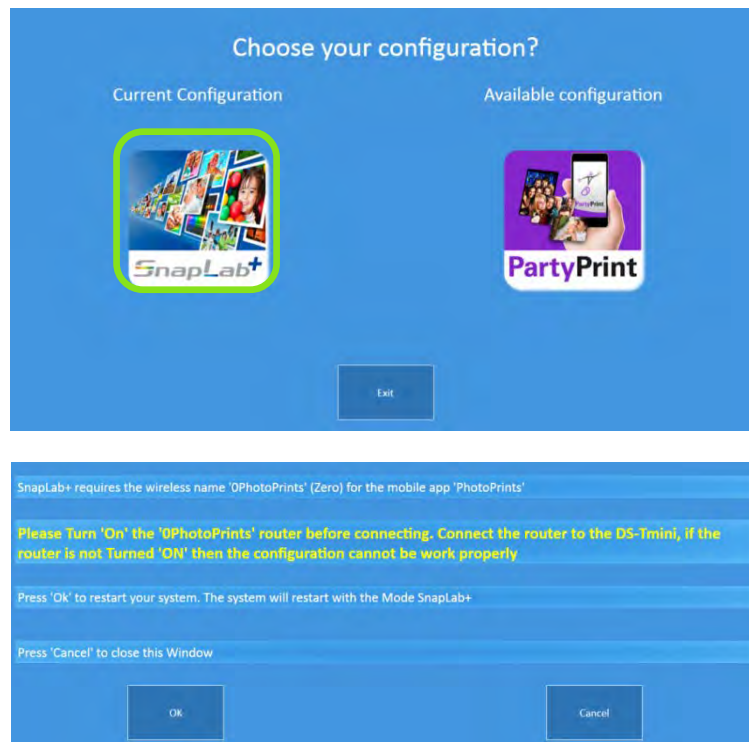 Choose your configuration?
Current Configuration
Available configuration
SnapLab+
PartyPrint
PartyPrint
Exit
SnapLab+ requires the wireless name '0PhotoPrints' (Zero) for the mobile app 'PhotoPrints'
Please Turn 'On' the '0PhotoPrints' router before connecting. Connect the router to the DS-Tmini, if the
router is not Turned 'ON' then the configuration cannot be work properly
Press 'Ok' to restart your system. The system will restart with the Mode SnapLab+
Press 'Cancel' to close this Window
OK
Cancel